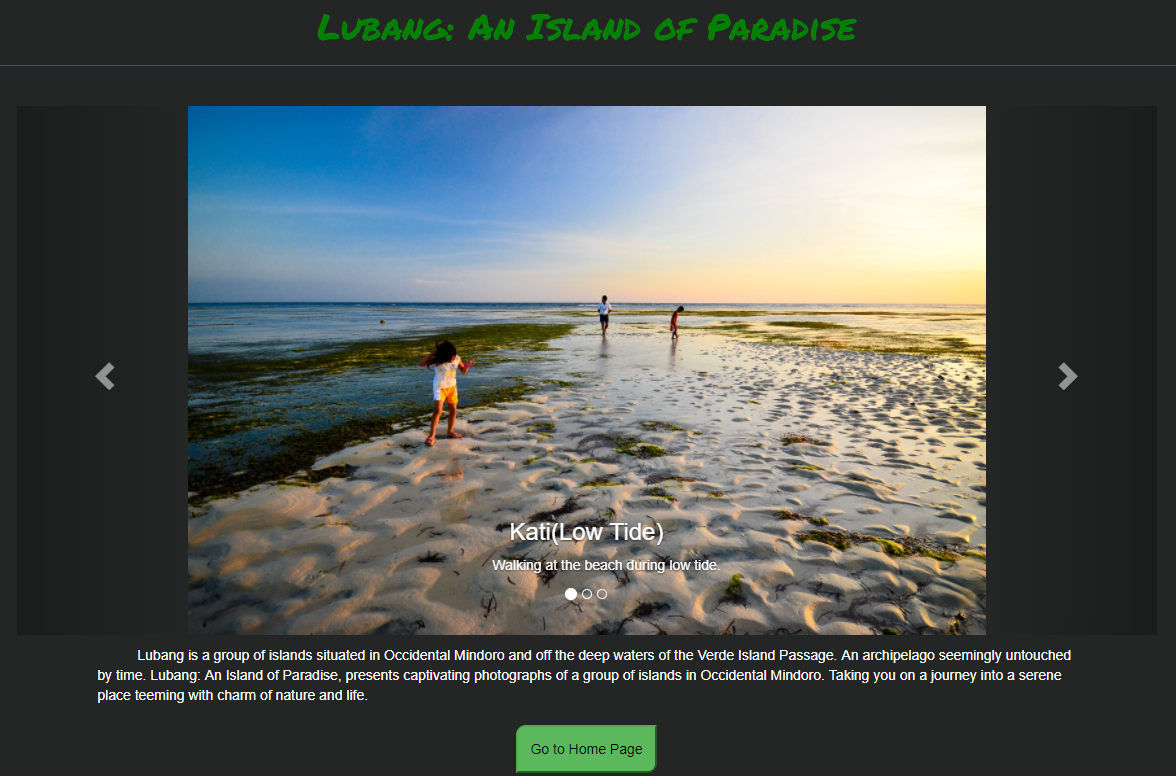 Lubang: An Island of Paradise
Kati(Low Tide)
Walking at the beach during low tide.
Lubang is a group of islands situated in Occidental Mindoro and off the deep waters of the Verde Island Passage. An archipelago seemingly untouched
by time. Lubang: An Island of Paradise, presents captivating photographs of a group of islands in Occidental Mindoro. Taking you on a journey into a serene
place teeming with charm of nature and life.
Go to Home Page